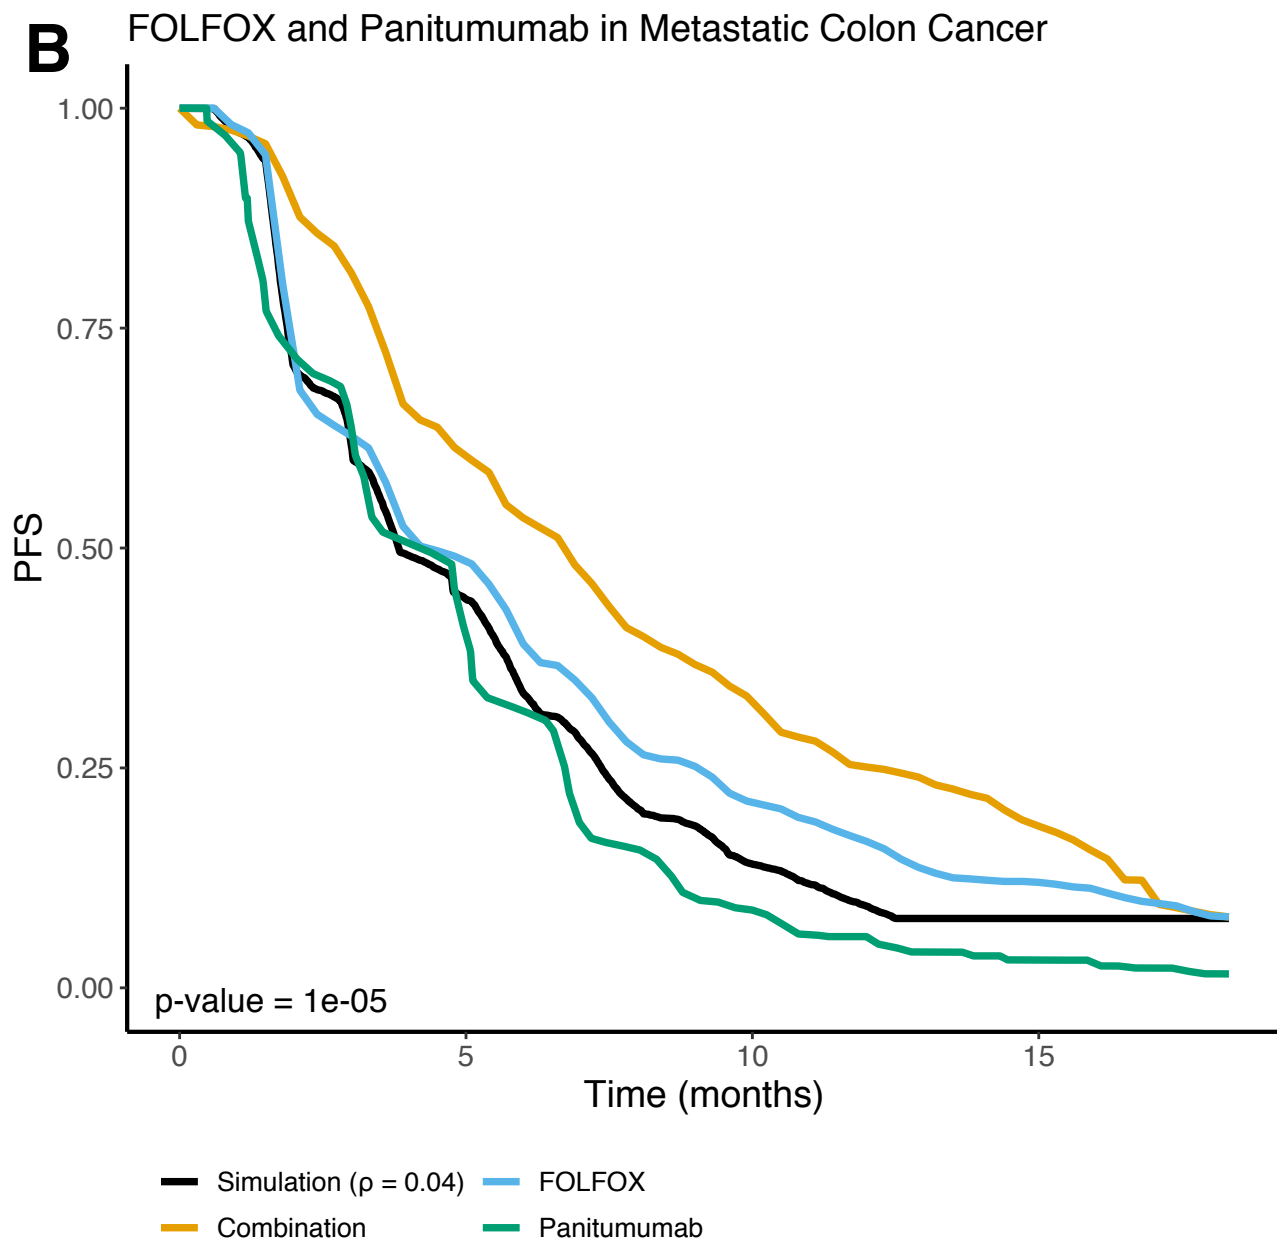 B
FOLFOX and Panitumumab in Metastatic Colon Cancer
1.00
0.75
0.50
0.25
0.00
PFS
p-value = 1e-05
0 5 10 15
Time (months)
Simulation (ρ = 0.04) FOLFOX
Combination Panitumumab